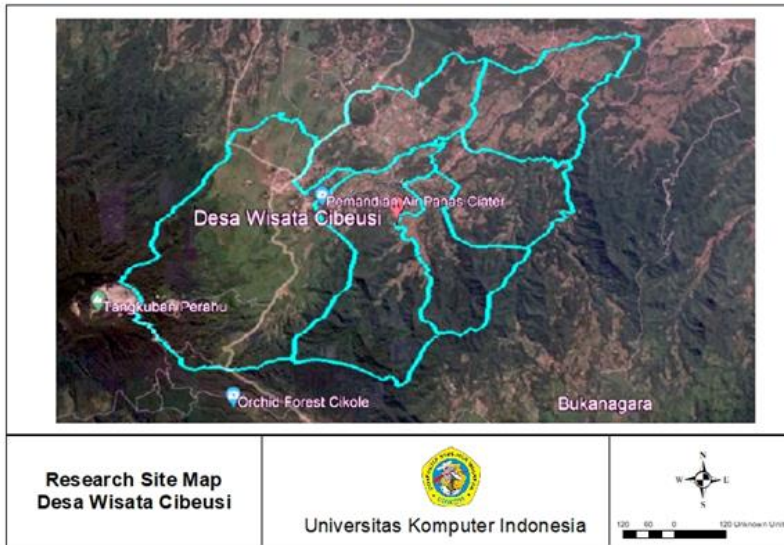 Pemandian Air Panas Ciater
Desa Wisata Cibeusi
Tangkuban Perahu
Orchid Forest Cikole
Bukanagara
Research Site Map
Desa Wisata Cibeusi
Universitas Komputer Indonesia
N
W E
S
120 60 0 120 Unknown Units